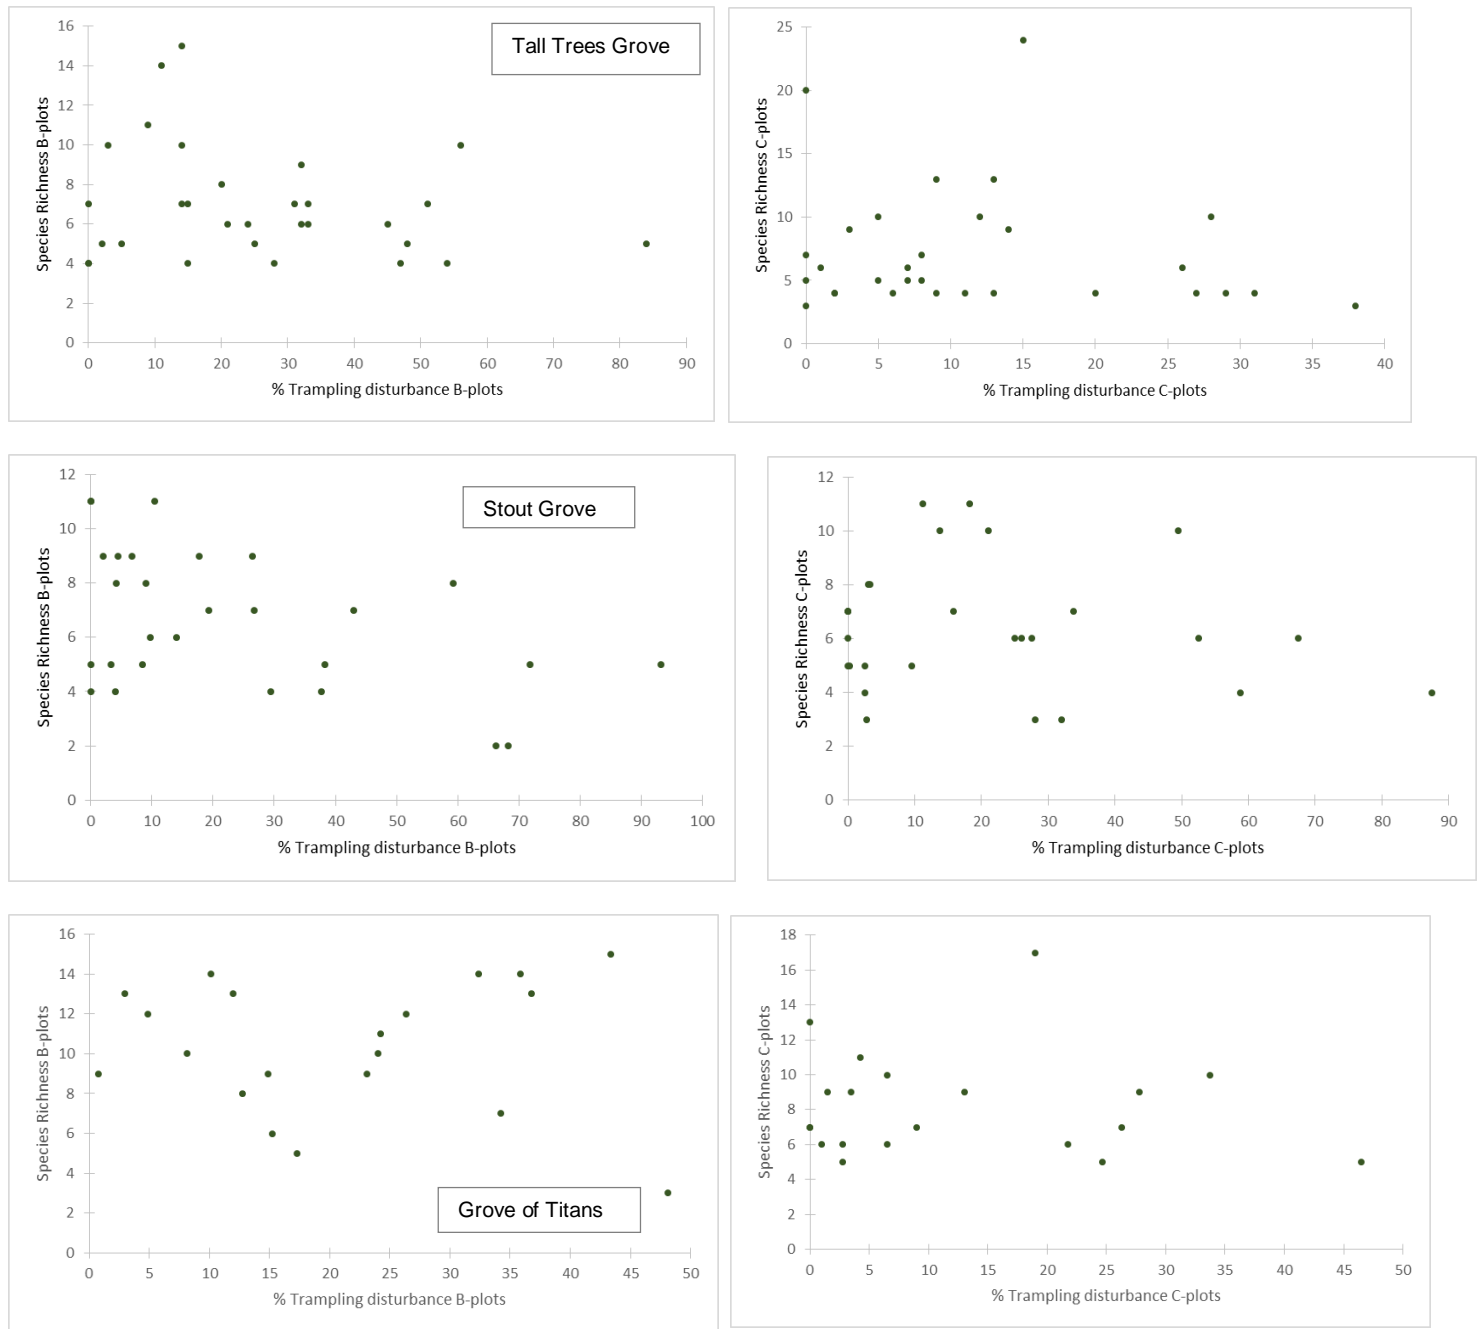 Tall Trees Grove
Species Richness B-plots
16
14
12
10
8
6
4
2
0
0 10 20 30 40 50 60 70 80 90
% Trampling disturbance B-plots
Species Richness C-plots
25
20
15
10
5
0
0 5 10 15 20 25 30 35 40
% Trampling disturbance C-plots
Stout Grove
Species Richness B-plots
12
10
8
6
4
2
0
0 10 20 30 40 50 60 70 80 90 100
% Trampling disturbance B-plots
Species Richness C-plots
12
10
8
6
4
2
0
0 10 20 30 40 50 60 70 80 90
% Trampling disturbance C-plots
Species Richness B-plots
16
14
12
10
8
6
4
2
0
Grove of Titans
0 5 10 15 20 25 30 35 40 45 50
% Trampling disturbance B-plots
Species Richness C-plots
18
16
14
12
10
8
6
4
2
0
0 5 10 15 20 25 30 35 40 45 50
% Trampling disturbance C-plots